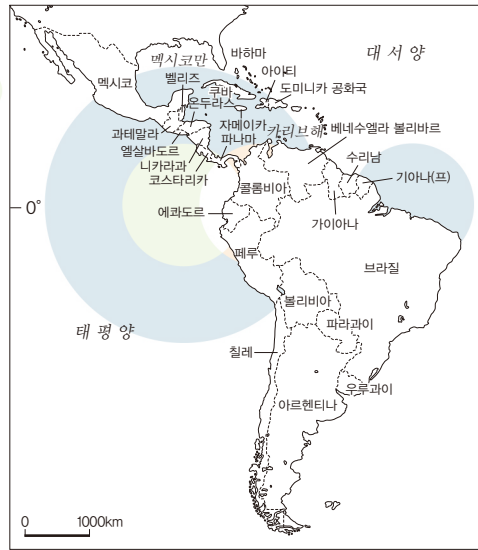 대서양
멕시코만
바하마
아이티
멕시코
벨리즈
쿠바
도미니카 공화국
온두라스
과테말라
자메이카
카리브해
베네수엘라 볼리바르
엘살바도르
파나마
니카라과
수리남
코스타리카
콜롬비아
기아나(프)
0°
에콰도르
가이아나
페루
브라질
볼리비아
태평양
파라과이
칠레
우루과이
아르헨티나
0 1000km